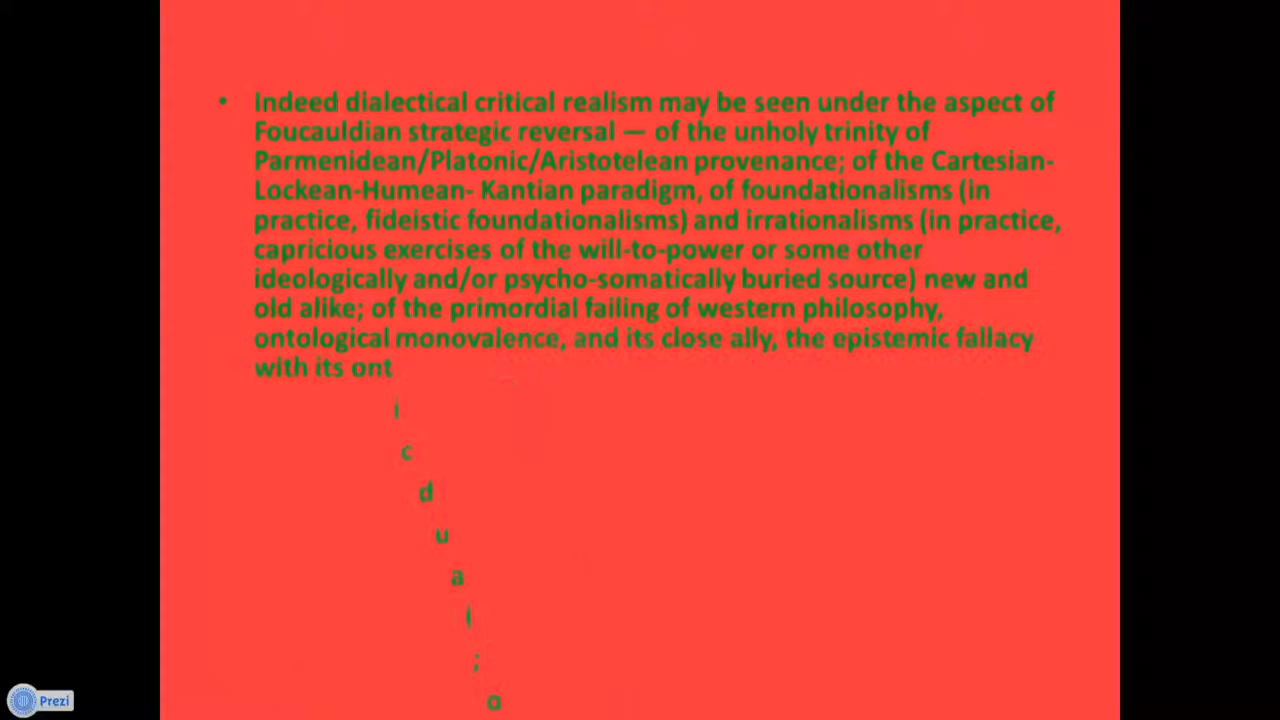 • Indeed dialectical critical realism may be seen under the aspect of
Foucauldian strategic reversal — of the unholy trinity of
Parmenidean/Platonic/Aristotelean provenance; of the Cartesian-
Lockean-Humean- Kantian paradigm, of foundationalisms (in
practice, fideistic foundationalisms) and irrationalisms (in practice,
capricious exercises of the will-to-power or some other
ideologically and/or psycho-somatically buried source) new and
old alike; of the primordial failing of western philosophy,
ontological monovalence, and its close ally, the epistemic fallacy
with its ont
i
c
d
u
a
l
;
o
Prezi